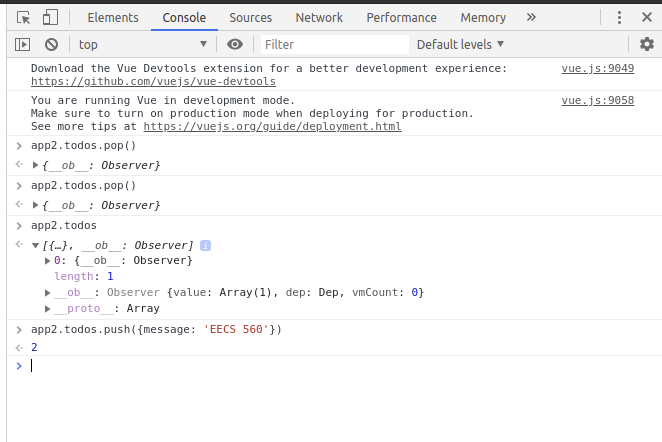 Elements Console Sources Network Performance Memory »
top Filter Default levels
Download the Vue Devtools extension for a better development experience: vue.js:9049
https://github.com/vuejs/vue-devtools
You are running Vue in development mode. vue.js:9058
Make sure to turn on production mode when deploying for production.
See more tips at https://vuejs.org/guide/deployment.html
> app2.todos.pop()
{__ob__: Observer}
> app2.todos.pop()
{__ob__: Observer}
> app2.todos
[{…}, __ob__: Observer] i
0: {__ob__: Observer}
length: 1
__ob__: Observer {value: Array(1), dep: Dep, vmCount: 0}
__proto__: Array
> app2.todos.push({message: 'EECS 560'})
2
>